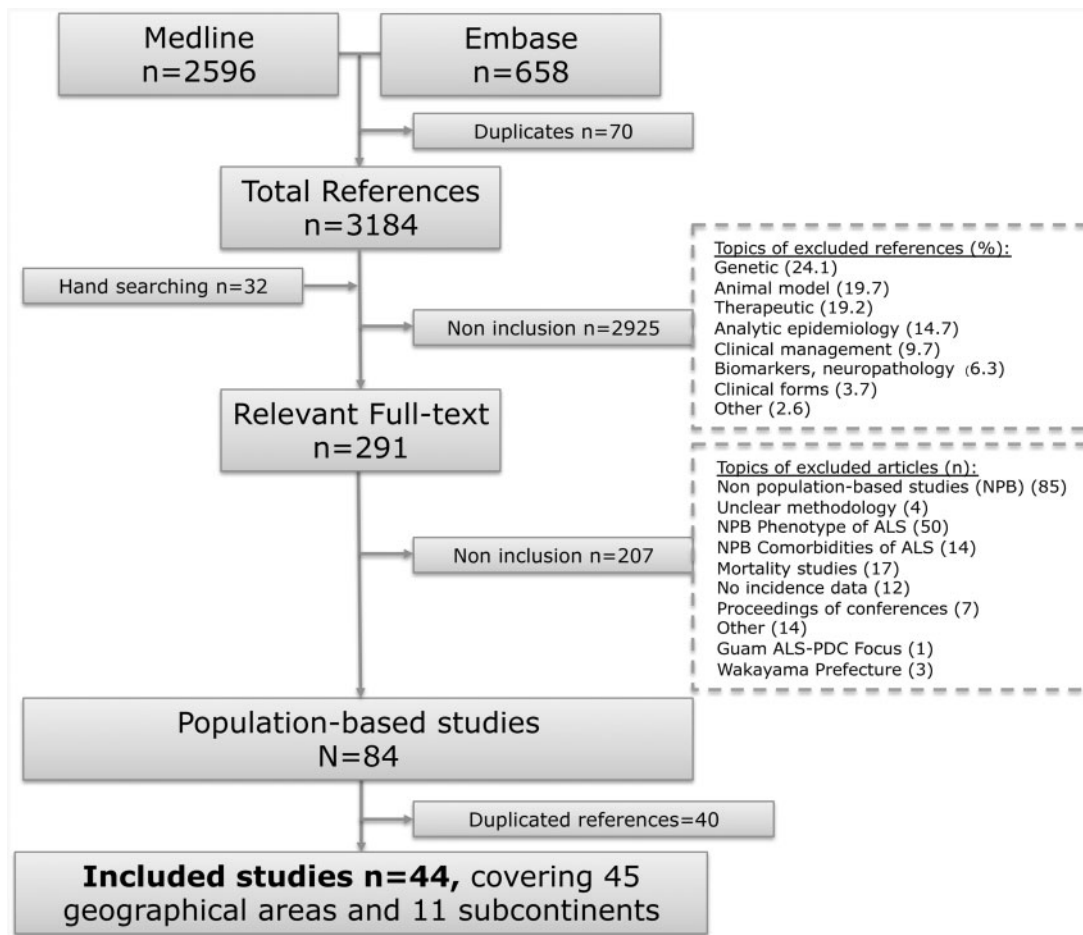 Medline
n=2596
Embase
n=658
Duplicates n=70
Total References
n=3184
Hand searching n=32
Non inclusion n=2925
Topics of excluded references (%):
Genetic (24.1)
Animal model (19.7)
Therapeutic (19.2)
Analytic epidemiology (14.7)
Clinical management (9.7)
Biomarkers, neuropathology (6.3)
Clinical forms (3.7)
Other (2.6)
Relevant Full-text
n=291
Non inclusion n=207
Topics of excluded articles (n):
Non population-based studies (NPB) (85)
Unclear methodology (4)
NPB Phenotype of ALS (50)
NPB Comorbidities of ALS (14)
Mortality studies (17)
No incidence data (12)
Proceedings of conferences (7)
Other (14)
Guam ALS-PDC Focus (1)
Wakayama Prefecture (3)
Population-based studies
N=84
Duplicated references=40
Included studies n=44, covering 45
geographical areas and 11 subcontinents